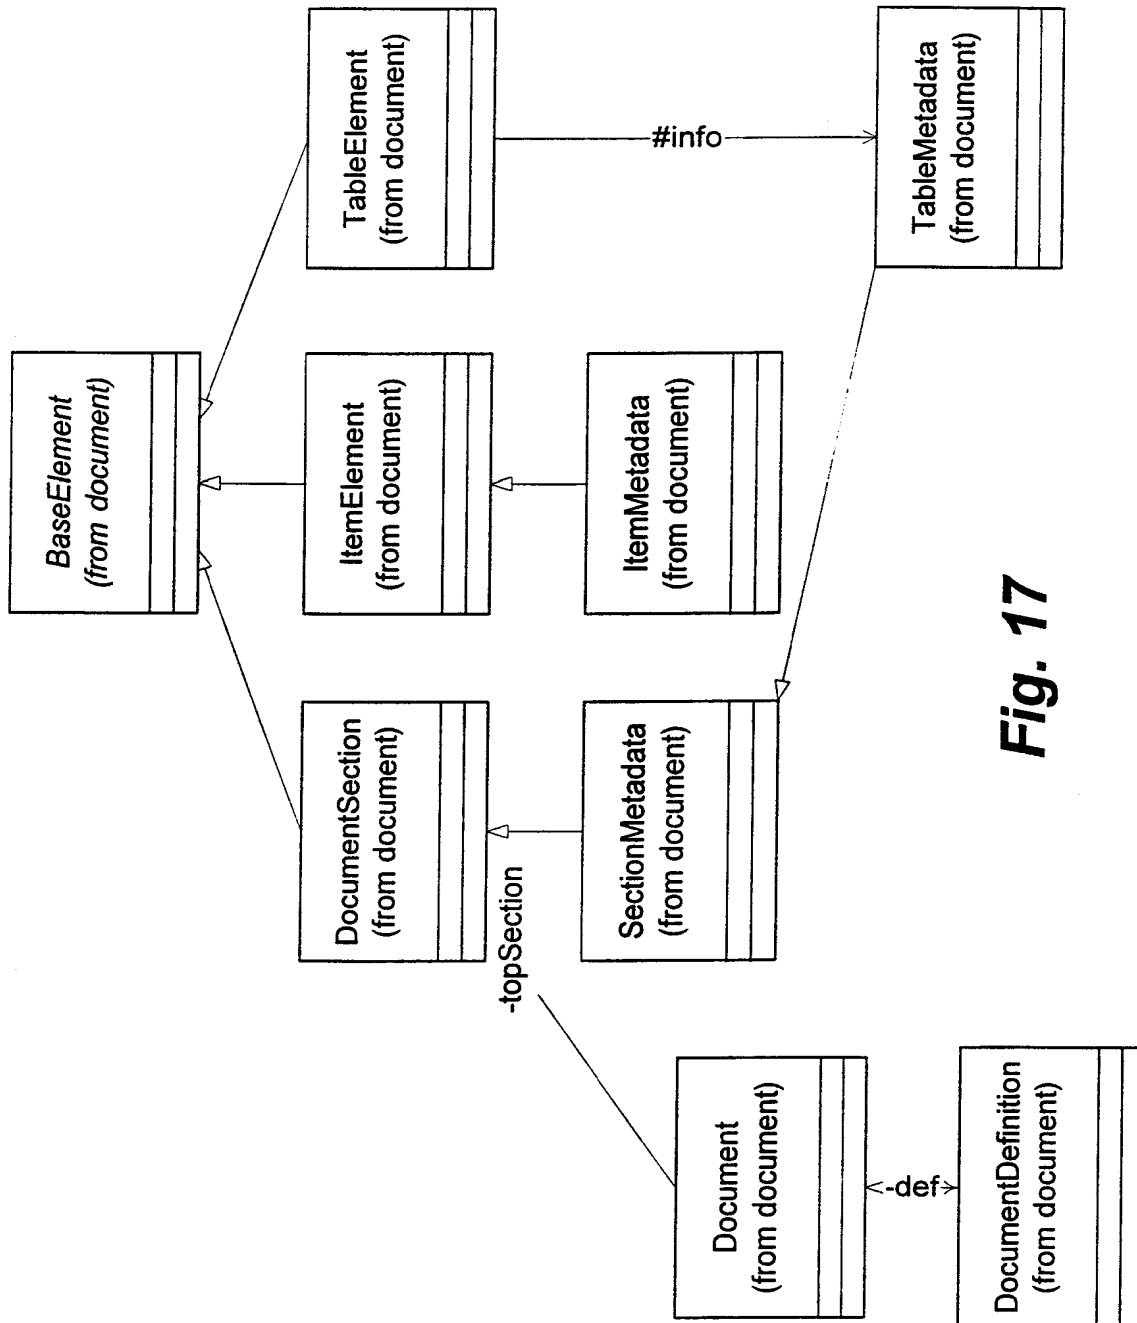 BaseElement
(from document)
DocumentSection
(from document)
ItemElement
(from document)
TableElement
(from document)
-topSection
SectionMetadata
(from document)
ItemMetadata
(from document)
#info
Document
(from document)
TableMetadata
(from document)
-def
DocumentDefinition
(from document)
Fig. 17